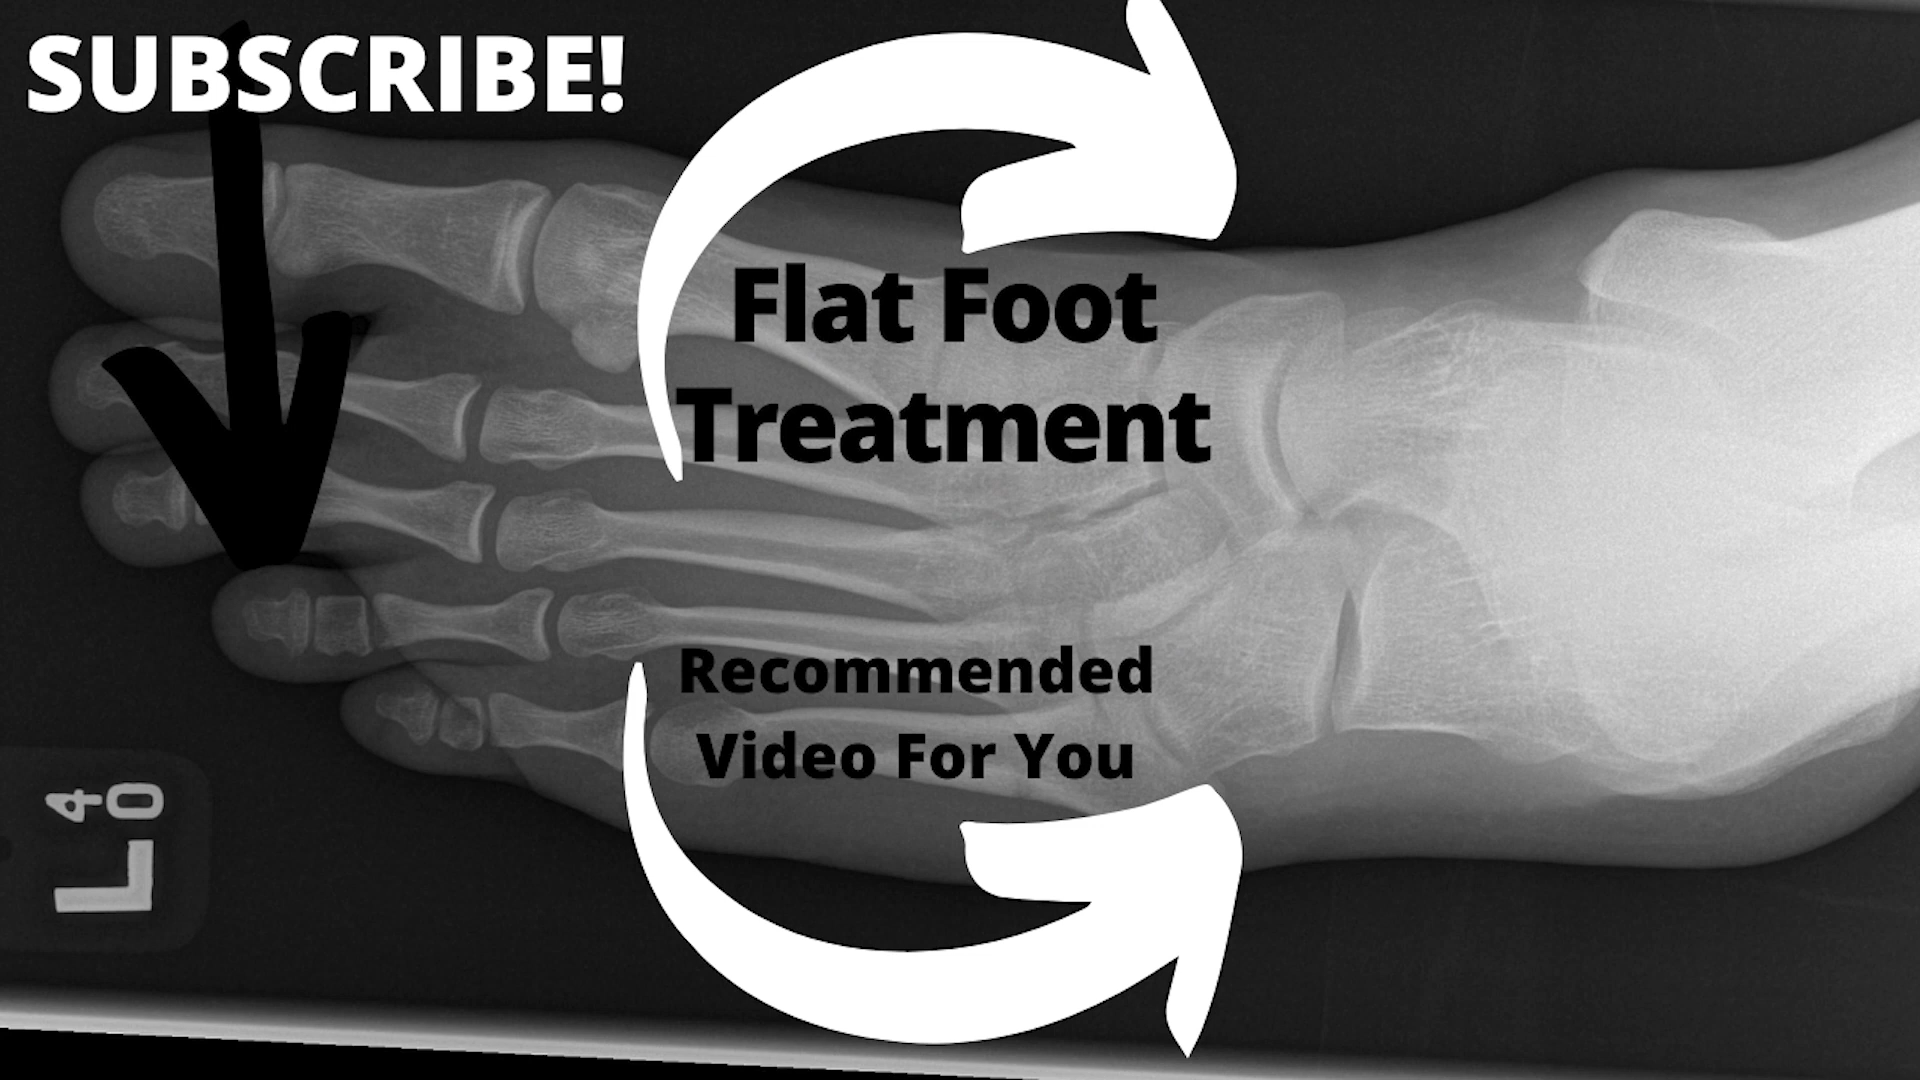 SUBSCRIBE!
Flat Foot
Treatment
Recommended
Video For You
L 40